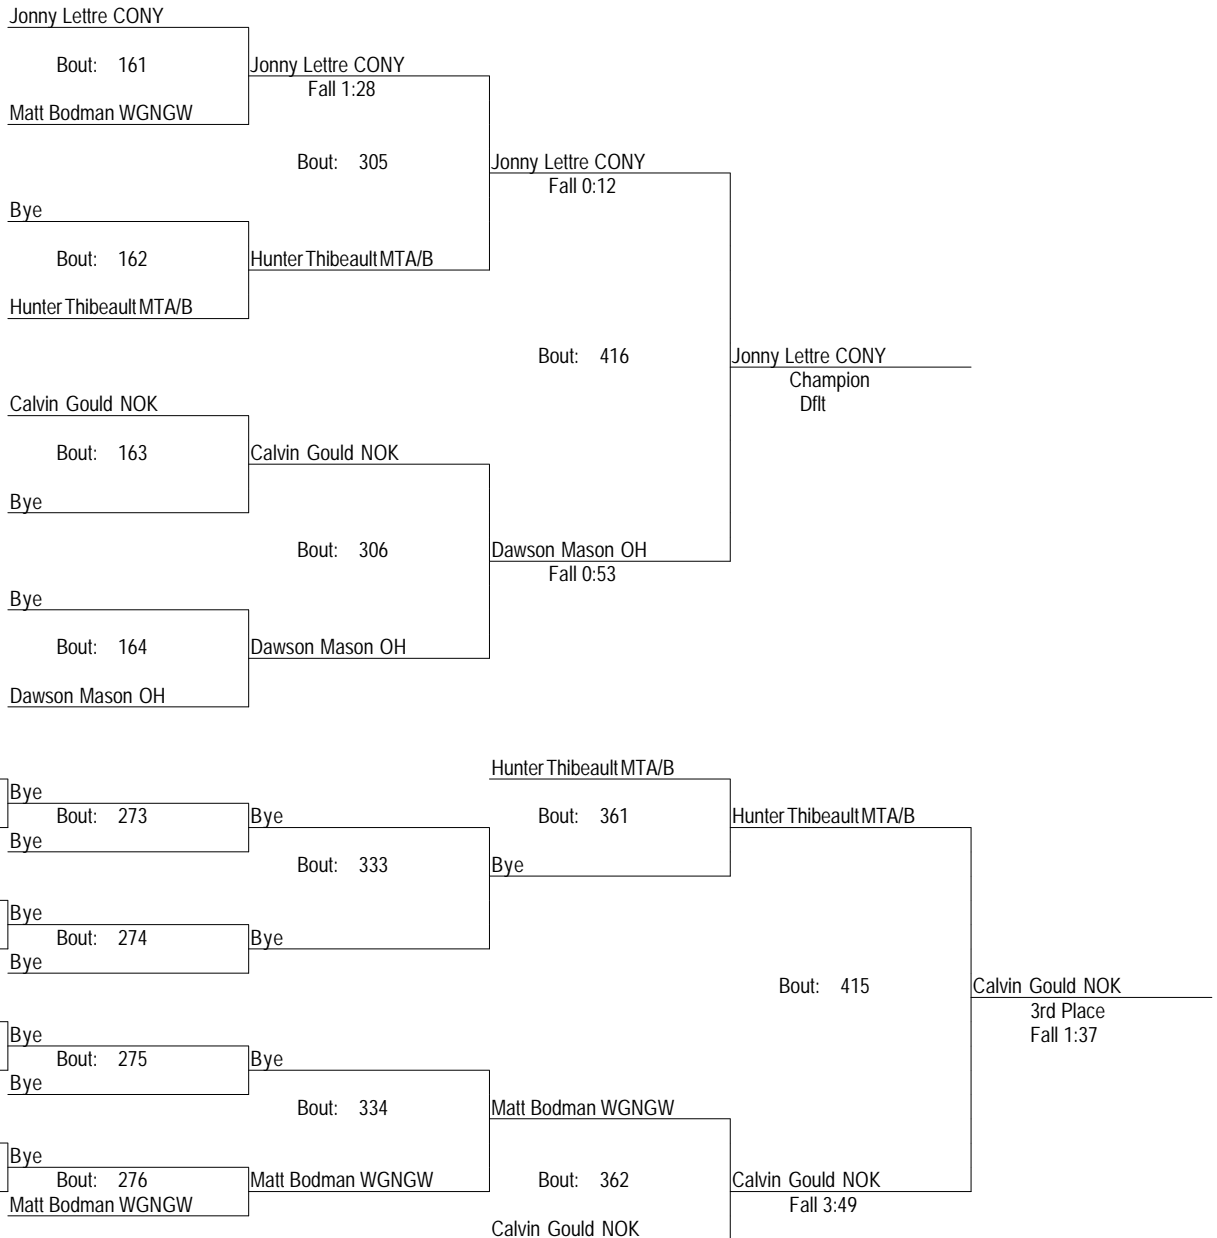 Jonny Lettre CONY
Bout: 161
Jonny Lettre CONY
Fall 1:28
Matt Bodman WGNGW
Bout: 305
Jonny Lettre CONY
Fall 0:12
Bye
Bout: 162
Hunter Thibeault MTA/B
Hunter Thibeault MTA/B
Bout: 416
Jonny Lettre CONY
Champion
Dflt
Calvin Gould NOK
Bout: 163
Calvin Gould NOK
Bye
Bout: 306
Dawson Mason OH
Fall 0:53
Bye
Bout: 164
Dawson Mason OH
Dawson Mason OH
Hunter Thibeault MTA/B
Bye
Bout: 273
Bye
Bout: 361
Hunter Thibeault MTA/B
Bye
Bout: 333
Bye
Bye
Bout: 274
Bye
Bye
Bout: 415
Calvin Gould NOK
3rd Place
Fall 1:37
Bye
Bout: 275
Bye
Bye
Bout: 334
Matt Bodman WGNGW
Bye
Bout: 276
Matt Bodman WGNGW
Bout: 362
Calvin Gould NOK
Fall 3:49
Matt Bodman WGNGW
Calvin Gould NOK